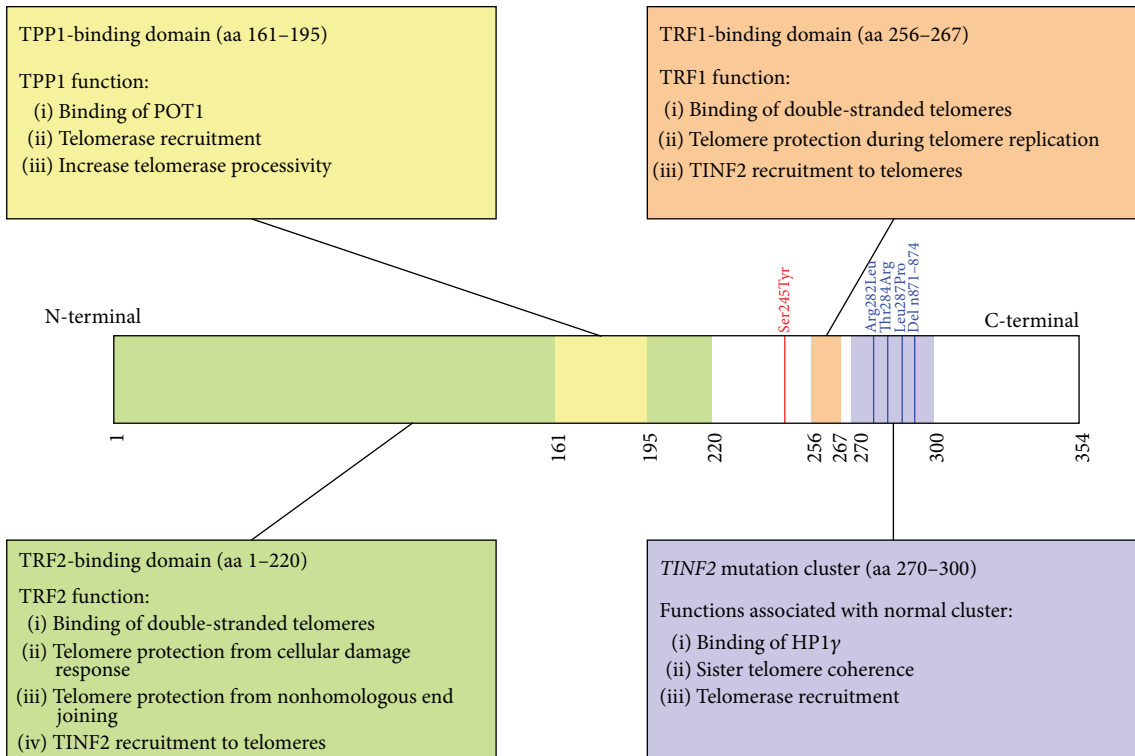 TPP1-binding domain (aa 161–195)
TPP1 function:
(i) Binding of POT1
(ii) Telomerase recruitment
(iii) Increase telomerase processivity
TRF1-binding domain (aa 256–267)
TRF1 function:
(i) Binding of double-stranded telomeres
(ii) Telomere protection during telomere replication
(iii) TINF2 recruitment to telomeres
N-terminal
Ser245Tyr
Arg282Leu
Thr284Arg
Leu287Pro
Del n871–874
C-terminal
1
161
195
220
256
267
270
300
354
TRF2-binding domain (aa 1–220)
TRF2 function:
(i) Binding of double-stranded telomeres
(ii) Telomere protection from cellular damage
response
(iii) Telomere protection from nonhomologous end
joining
(iv) TINF2 recruitment to telomeres
TINF2 mutation cluster (aa 270–300)
Functions associated with normal cluster:
(i) Binding of HP1γ
(ii) Sister telomere coherence
(iii) Telomerase recruitment